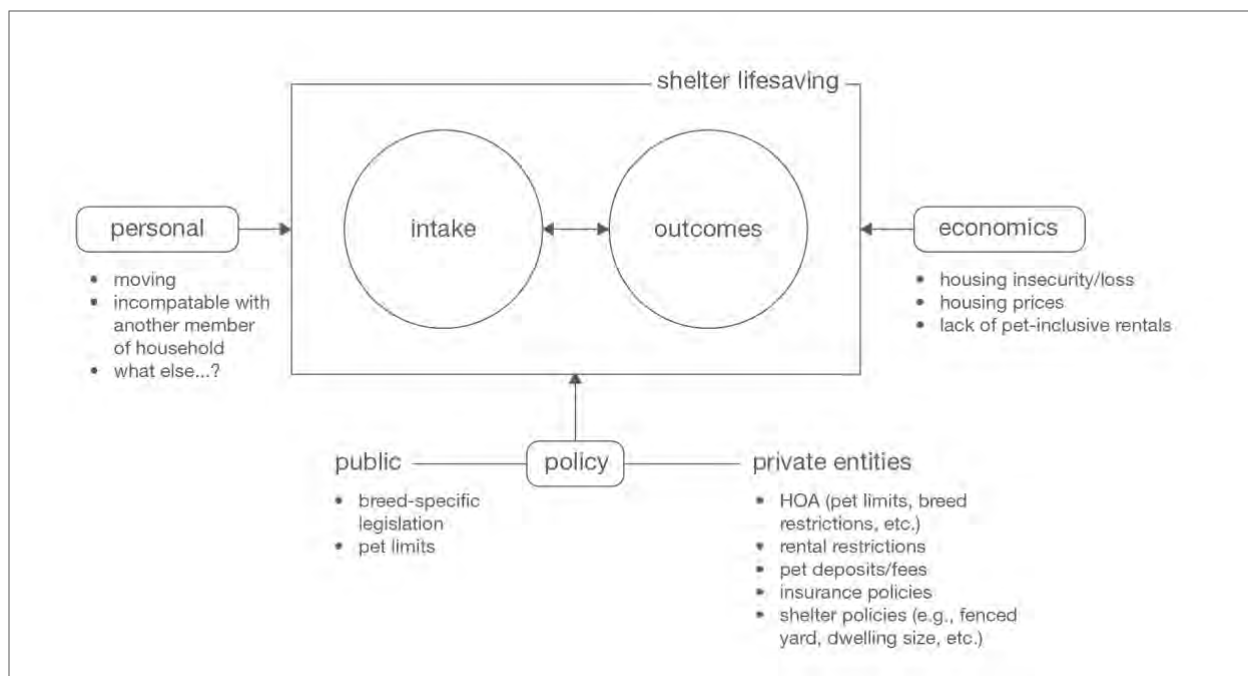 shelter lifesaving
personal
• moving
• incompatable with
another member
of household
• what else...?
intake
outcomes
economics
• housing insecurity/loss
• housing prices
• lack of pet-inclusive rentals
policy
public
• breed-specific
legislation
• pet limits
private entities
• HOA (pet limits, breed
restrictions, etc.)
• rental restrictions
• pet deposits/fees
• insurance policies
• shelter policies (e.g., fenced
yard, dwelling size, etc.)